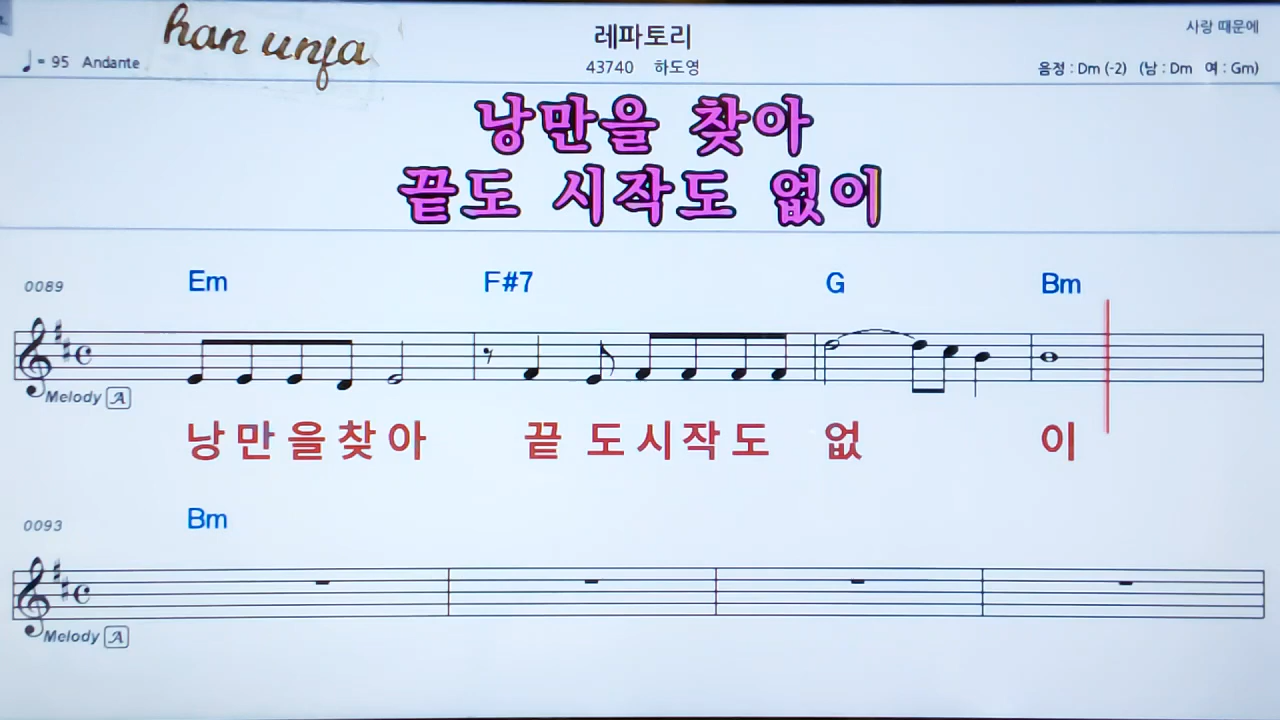 han unfa
레파토리
사랑 때문에
♩= 95 Andante
43740 하도영
음정 : Dm (-2) (남 : Dm 여 : Gm)
낭만을 찾아
끝도 시작도 없이
0089 Em F#7 G Bm
Melody A
낭 만 을 찾 아 끝 도 시 작 도 없 이
0093 Bm
Melody A